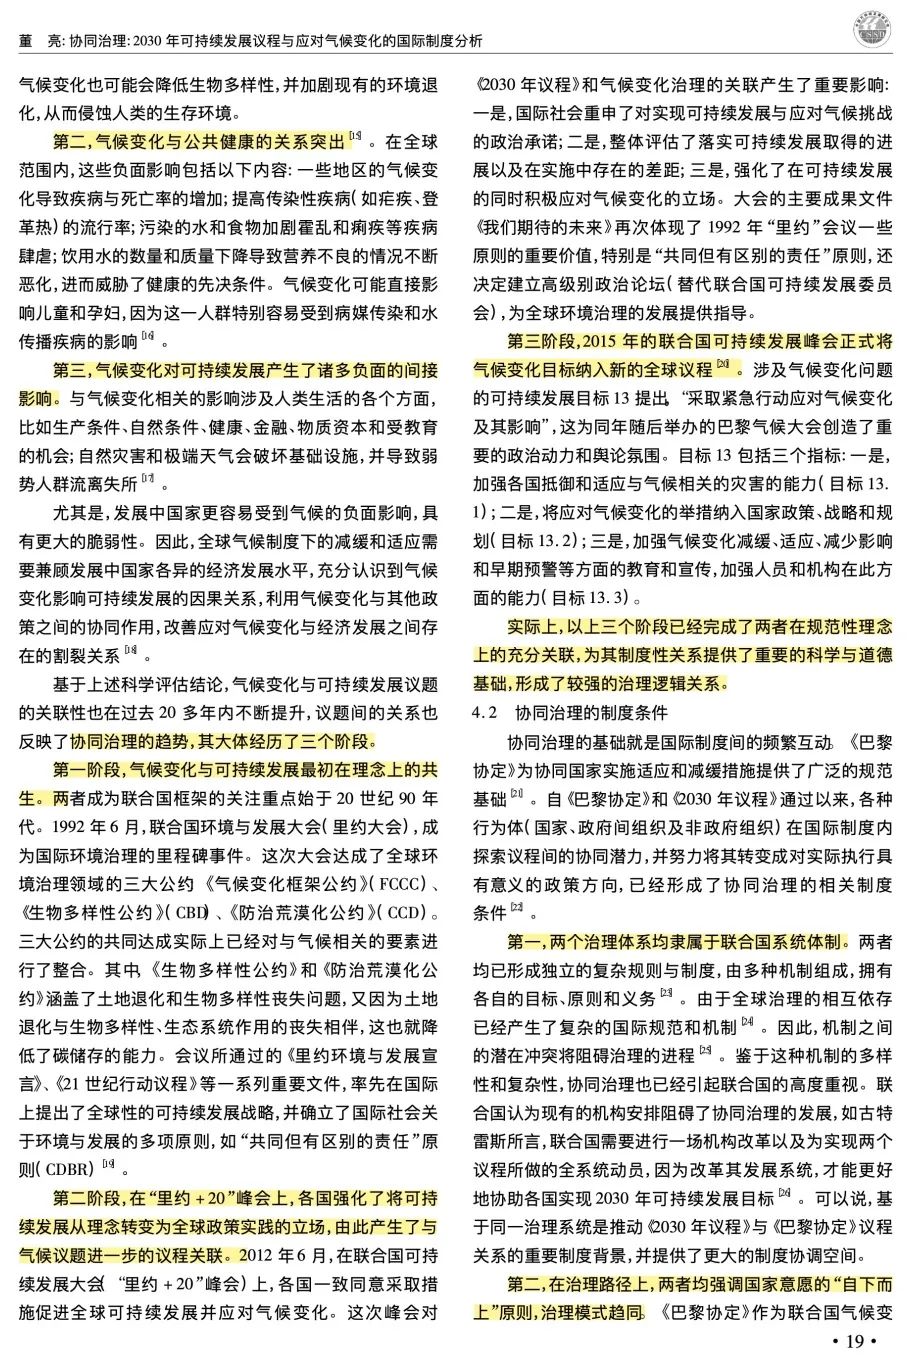 董　亮: 协同治理: 2030 年可持续发展议程与应对气候变化的国际制度分析
气候变化也可能会降低生物多样性,并加剧现有的环境退
化,从而侵蚀人类的生存环境。
第二,气候变化与公共健康的关系突出[15]。在全球
范围内,这些负面影响包括以下内容: 一些地区的气候变
化导致疾病与死亡率的增加; 提高传染性疾病( 如疟疾、登
革热) 的流行率; 污染的水和食物加剧霍乱和痢疾等疾病
肆虐; 饮用水的数量和质量下降导致营养不良的情况不断
恶化,进而威胁了健康的先决条件。气候变化可能直接影
响儿童和孕妇,因为这一人群特别容易受到病媒传染和水
传播疾病的影响[16]。
第三,气候变化对可持续发展产生了诸多负面的间接
影响。与气候变化相关的影响涉及人类生活的各个方面,
比如生产条件、自然条件、健康、金融、物质资本和受教育
的机会; 自然灾害和极端天气会破坏基础设施,并导致弱
势人群流离失所[17]。
尤其是,发展中国家更容易受到气候的负面影响,具
有更大的脆弱性。因此,全球气候制度下的减缓和适应需
要兼顾发展中国家各异的经济发展水平,充分认识到气候
变化影响可持续发展的因果关系,利用气候变化与其他政
策之间的协同作用,改善应对气候变化与经济发展之间存
在的割裂关系[18]。
基于上述科学评估结论,气候变化与可持续发展议题
的关联性也在过去 20 多年内不断提升,议题间的关系也
反映了协同治理的趋势,其大体经历了三个阶段。
第一阶段,气候变化与可持续发展最初在理念上的共
生。两者成为联合国框架的关注重点始于 20 世纪 90 年
代。1992 年 6 月,联合国环境与发展大会( 里约大会) ,成
为国际环境治理的里程碑事件。这次大会达成了全球环
境治理领域的三大公约《气候变化框架公约》( FCCC) 、
《生物多样性公约》( CBD) 、《防治荒漠化公约》( CCD) 。
三大公约的共同达成实际上已经对与气候相关的要素进
行了整合。其中,《生物多样性公约》和《防治荒漠化公
约》涵盖了土地退化和生物多样性丧失问题,又因为土地
退化与生物多样性、生态系统作用的丧失相伴,这也就降
低了碳储存的能力。会议所通过的《里约环境与发展宣
言》、《21 世纪行动议程》等一系列重要文件,率先在国际
上提出了全球性的可持续发展战略,并确立了国际社会关
于环境与发展的多项原则,如“共同但有区别的责任”原
则( CDBR) [19]。
第二阶段,在“里约 + 20”峰会上,各国强化了将可持
续发展从理念转变为全球政策实践的立场,由此产生了与
气候议题进一步的议程关联。2012 年 6 月,在联合国可持
续发展大会( “里约 + 20”峰会) 上,各国一致同意采取措
施促进全球可持续发展并应对气候变化。这次峰会对
《2030 年议程》和气候变化治理的关联产生了重要影响:
一是,国际社会重申了对实现可持续发展与应对气候挑战
的政治承诺; 二是,整体评估了落实可持续发展取得的进
展以及在实施中存在的差距; 三是,强化了在可持续发展
的同时积极应对气候变化的立场。大会的主要成果文件
《我们期待的未来》再次体现了 1992 年“里约”会议一些
原则的重要价值,特别是“共同但有区别的责任”原则,还
决定建立高级别政治论坛( 替代联合国可持续发展委员
会) ,为全球环境治理的发展提供指导。
第三阶段,2015 年的联合国可持续发展峰会正式将
气候变化目标纳入新的全球议程[20]。涉及气候变化问题
的可持续发展目标 13 提出,“采取紧急行动应对气候变化
及其影响”,这为同年随后举办的巴黎气候大会创造了重
要的政治动力和舆论氛围。目标 13 包括三个指标: 一是,
加强各国抵御和适应与气候相关的灾害的能力( 目标 13.
1) ; 二是,将应对气候变化的举措纳入国家政策、战略和规
划( 目标 13. 2) ; 三是,加强气候变化减缓、适应、减少影响
和早期预警等方面的教育和宣传,加强人员和机构在此方
面的能力( 目标 13. 3) 。
实际上,以上三个阶段已经完成了两者在规范性理念
上的充分关联,为其制度性关系提供了重要的科学与道德
基础,形成了较强的治理逻辑关系。
4. 2　协同治理的制度条件
协同治理的基础就是国际制度间的频繁互动。《巴黎
协定》为协同国家实施适应和减缓措施提供了广泛的规范
基础[21]。自《巴黎协定》和《2030 年议程》通过以来,各种
行为体( 国家、政府间组织及非政府组织) 在国际制度内
探索议程间的协同潜力,并努力将其转变成对实际执行具
有意义的政策方向,已经形成了协同治理的相关制度
条件[22]。
第一,两个治理体系均隶属于联合国系统体制。两者
均已形成独立的复杂规则与制度,由多种机制组成,拥有
各自的目标、原则和义务[23]。由于全球治理的相互依存
已经产生了复杂的国际规范和机制[24]。因此,机制之间
的潜在冲突将阻碍治理的进程[25]。鉴于这种机制的多样
性和复杂性,协同治理也已经引起联合国的高度重视。联
合国认为现有的机构安排阻碍了协同治理的发展,如古特
雷斯所言,联合国需要进行一场机构改革以及为实现两个
议程所做的全系统动员,因为改革其发展系统,才能更好
地协助各国实现 2030 年可持续发展目标[26]。可以说,基
于同一治理系统是推动《2030 年议程》与《巴黎协定》议程
关系的重要制度背景,并提供了更大的制度协调空间。
第二,在治理路径上,两者均强调国家意愿的“自下而
上”原则,治理模式趋同。《巴黎协定》作为联合国气候变
· 19 ·